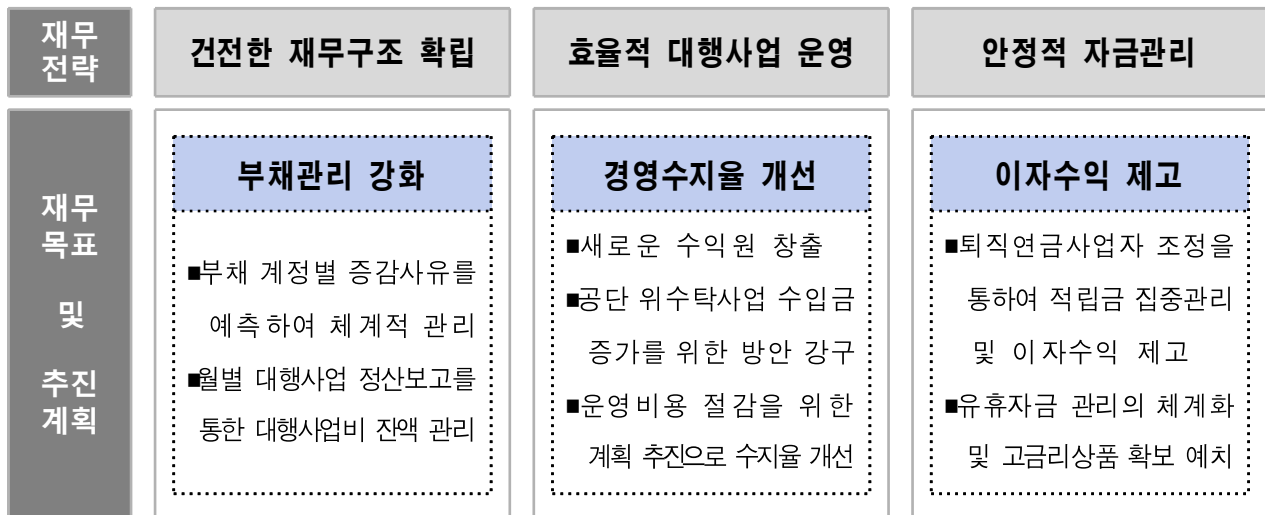 재무
전략
건전한 재무구조 확립
효율적 대행사업 운영
안정적 자금관리
재무
목표
및
추진
계획
부채관리 강화
■부채 계정별 증감사유를
예측하여 체계적 관리
■월별 대행사업 정산보고를
통한 대행사업비 잔액 관리
경영수지율 개선
■새로운 수익원 창출
■공단 위수탁사업 수입금
증가를 위한 방안 강구
■운영비용 절감을 위한
계획 추진으로 수지율 개선
이자수익 제고
■퇴직연금사업자 조정을
통하여 적립금 집중관리
및 이자수익 제고
■유휴자금 관리의 체계화
및 고금리상품 확보 예치